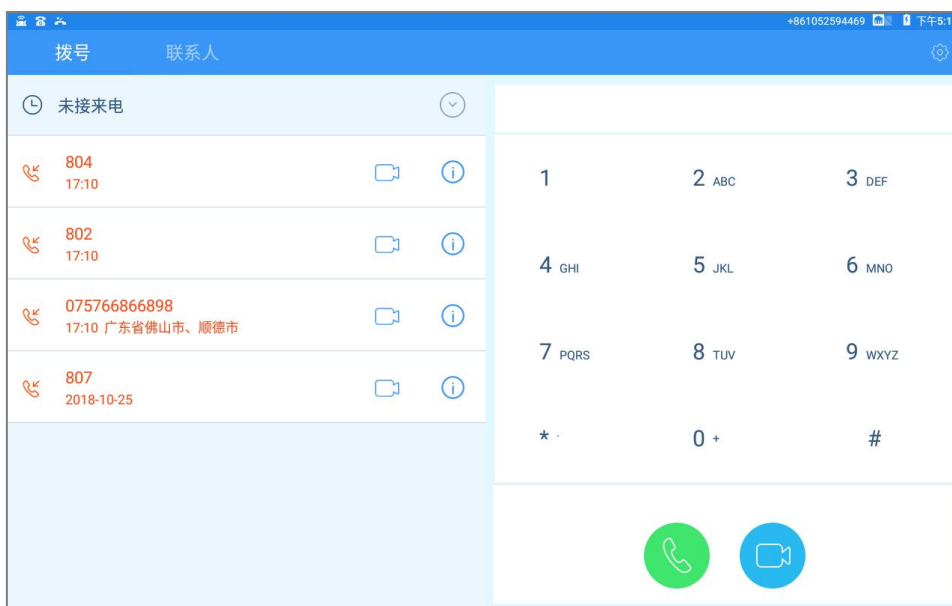 +861052594469 下午5:1
拨号 联系人
未接来电
804
17:10
802
17:10
075766866898
17:10 广东省佛山市、顺德市
807
2018-10-25
1 2 ABC 3 DEF
4 GHI 5 JKL 6 MNO
7 PQRS 8 TUV 9 WXYZ
* 0 + #